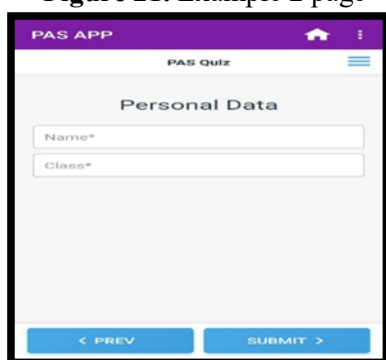 PAS APP
PAS Quiz
Personal Data
Name*
Class*
< PREV
SUBMIT >